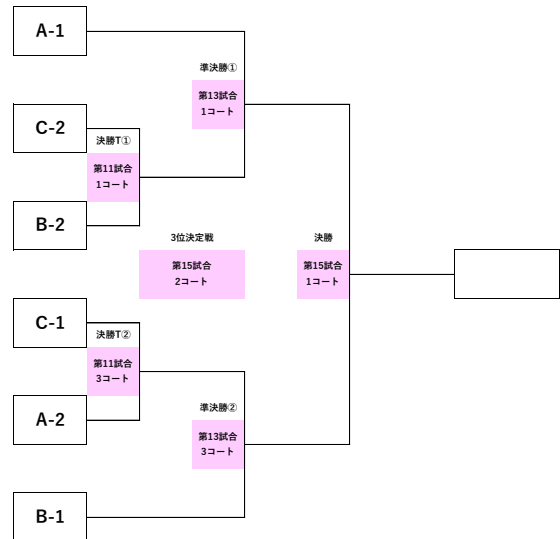 A-1
準決勝①
第13試合
1コート
C-2
決勝T①
第11試合
1コート
B-2
3位決定戦
第15試合
2コート
決勝
第15試合
1コート
C-1
決勝T②
第11試合
3コート
A-2
準決勝②
第13試合
3コート
B-1